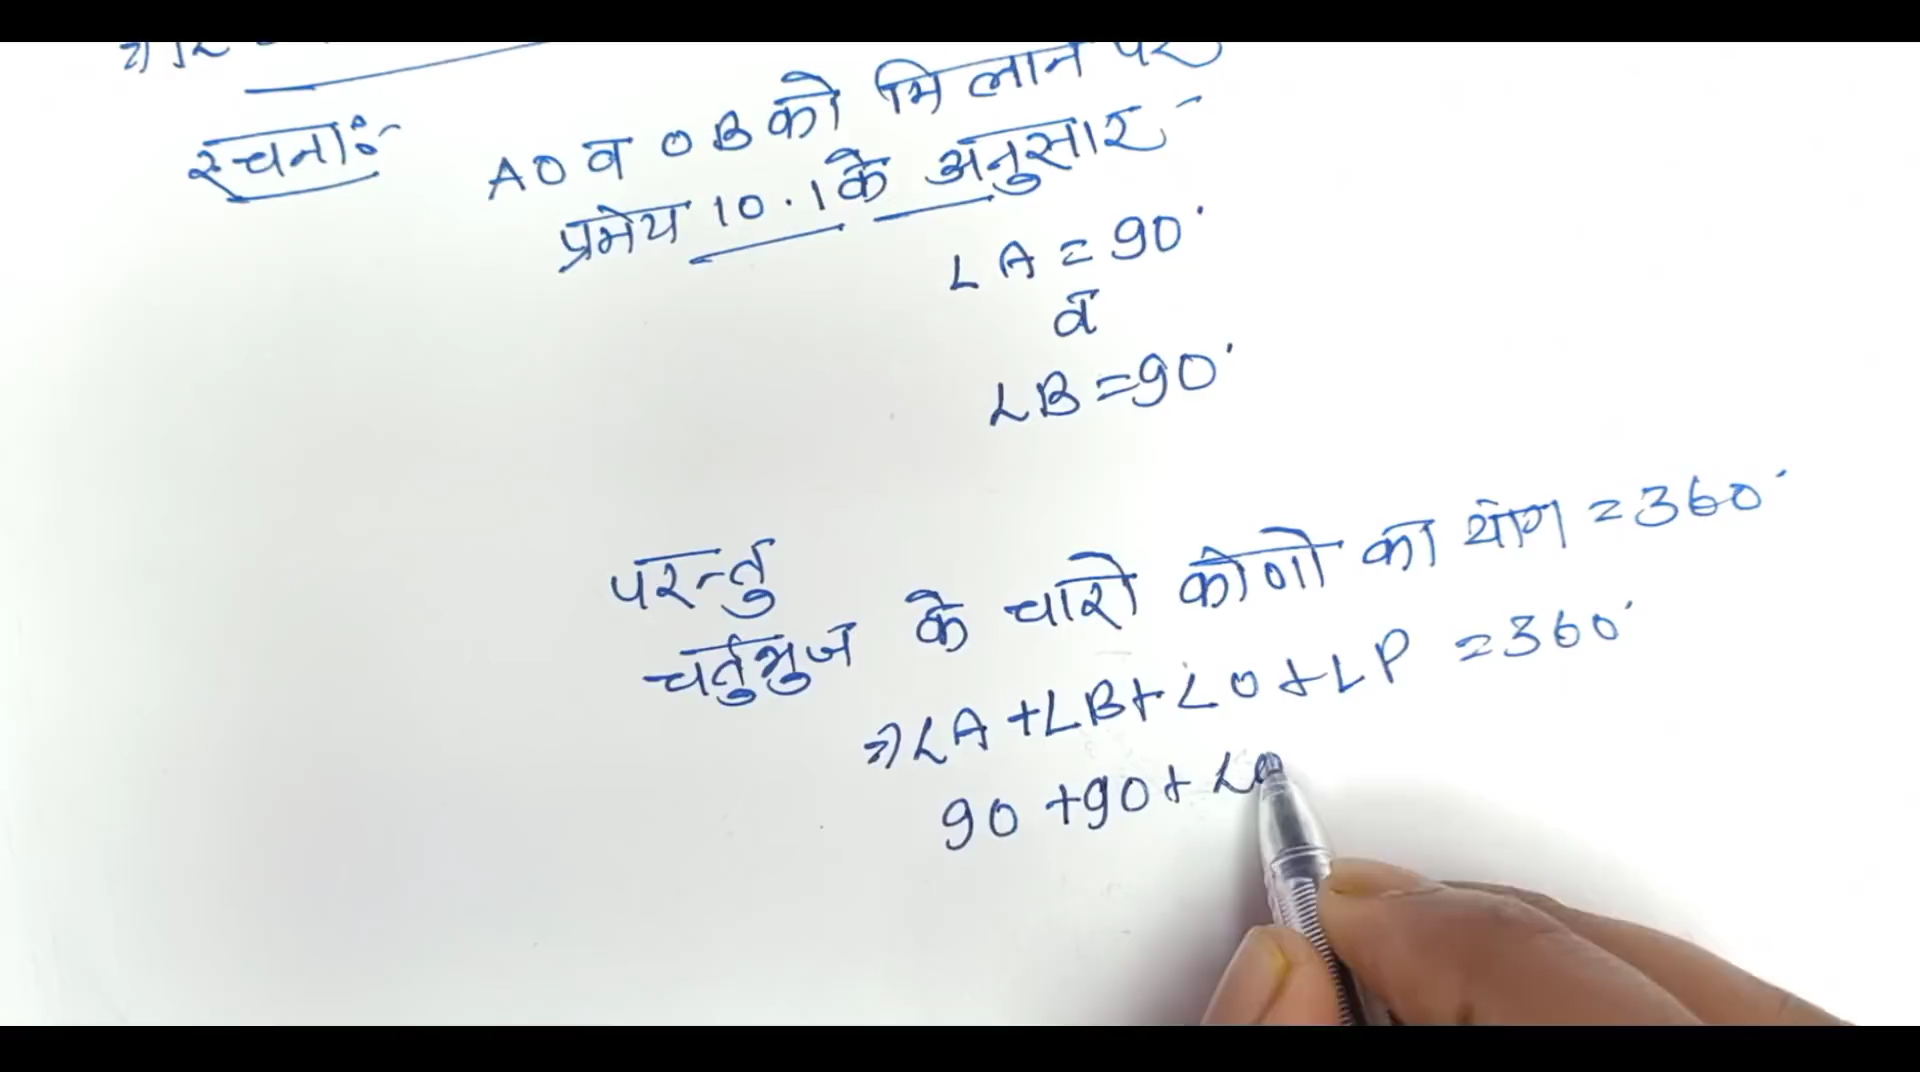 रचनाः-
AO व OB को मिलाने पर
प्रमेय 10.1 के अनुसार -
∠A = 90°
व
∠B = 90°
परन्तु
चर्तुभुज के चारो कोणो का योग = 360°
⇒ ∠A + ∠B + ∠O + ∠P = 360°
90 + 90 + ∠O